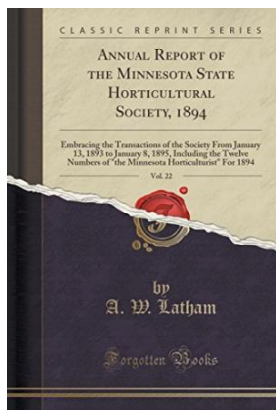 CLASSIC REPRINT SERIES
ANNUAL REPORT OF
THE MINNESOTA STATE
HORTICULTURAL
SOCIETY, 1894
Embracing the Transactions of the Society From January
13, 1893 to January 8, 1895, Including the Twelve
Numbers of "the Minnesota Horticulturist" For 1894
Vol. 22
by
A. W. Latham
Forgotten Books